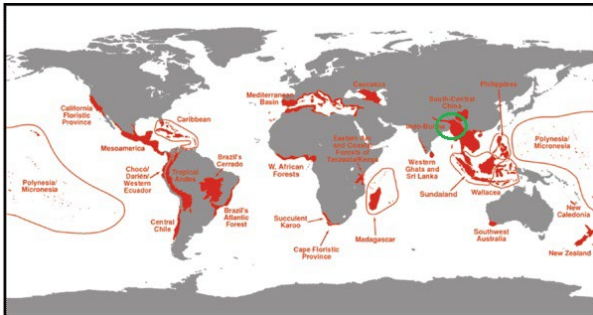 California
Floristic
Province
Mesoamerica
Caribbean
Polynesia/
Micronesia
Choco/
Darién/
Western
Ecuador
Tropical
Andes
Brazil's
Cerrado
Central
Chile
Brazil's
Atlantic
Forest
Mediterranean
Basin
Caucasus
W. African
Forests
Eastern Arc
and Coastal
Forests of
Tanzania/Kenya
Succulent
Karoo
Cape Floristic
Province
Madagascar
South-Central
China
Indo-Burma
Western
Ghats and
Sri Lanka
Philippines
Sundaland
Wallacea
Polynesia/
Micronesia
New
Caledonia
Southwest
Australia
New Zealand